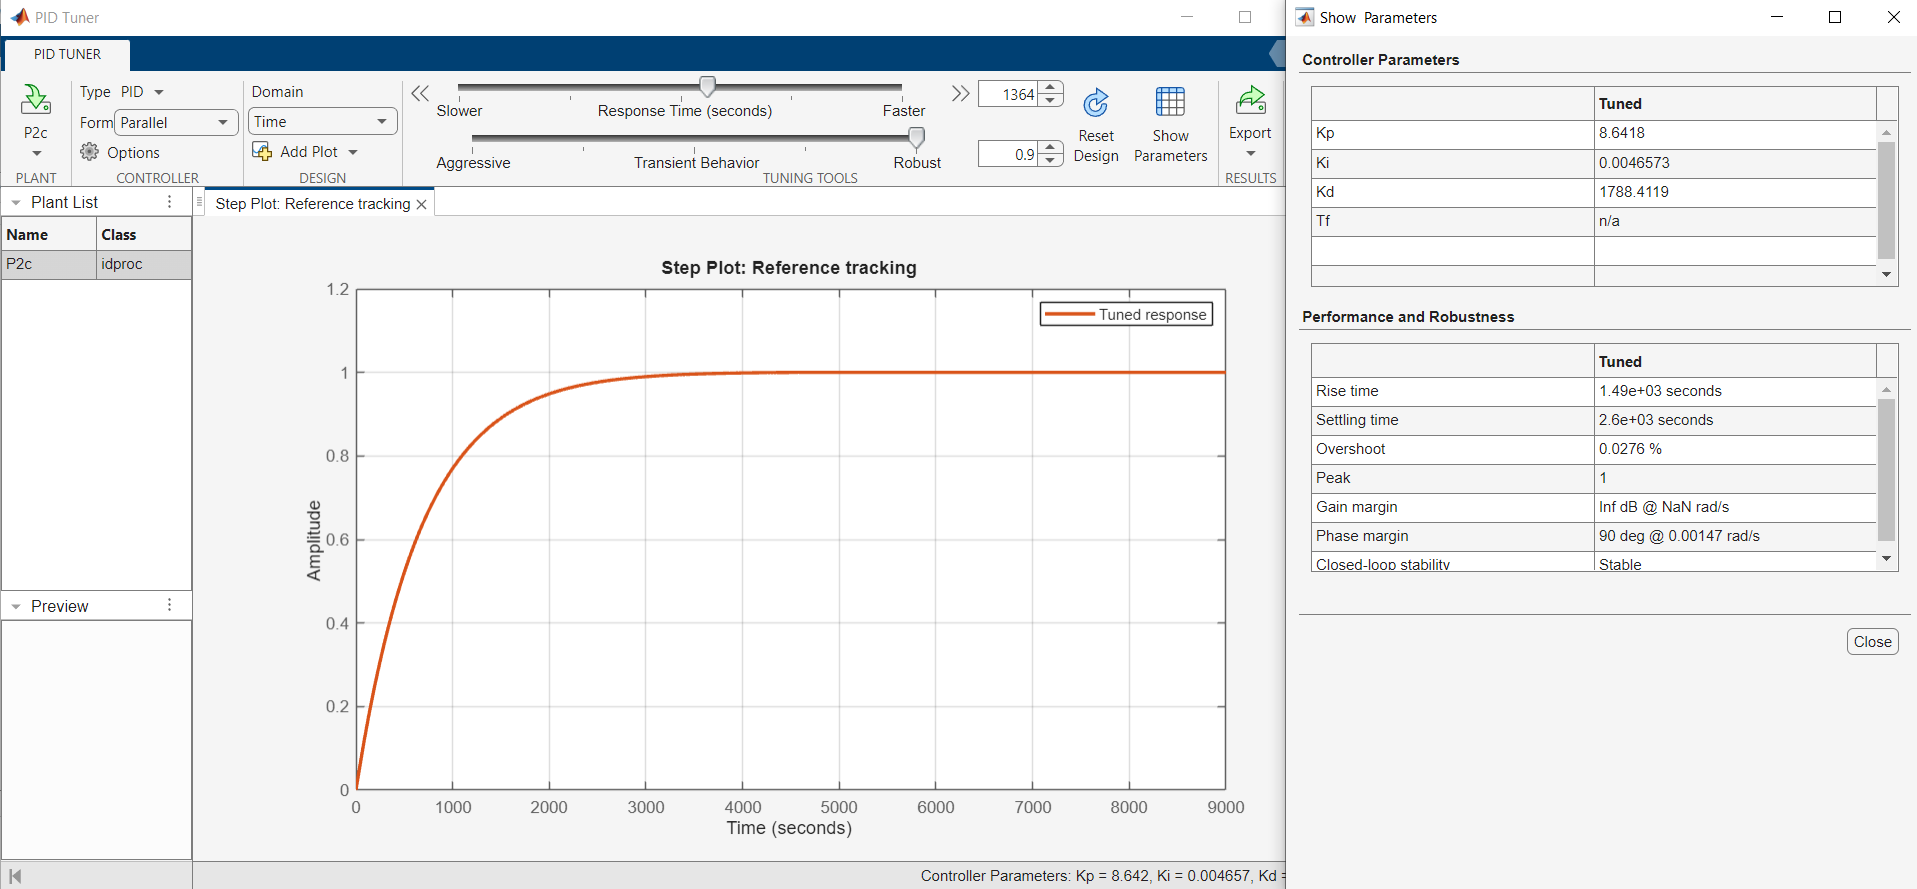 PID Tuner
PID TUNER
P2c
PLANT
Type PID
Form Parallel
Options
CONTROLLER
Domain
Time
Add Plot
DESIGN
Slower Response Time (seconds) Faster
1364
Aggressive Transient Behavior Robust
0.9
TUNING TOOLS
Reset
Design
Show
Parameters
Export
RESULTS
Plant List
Name Class
P2c idproc
Preview
Step Plot: Reference tracking
Step Plot: Reference tracking
Tuned response
1.2
1
0.8
0.6
0.4
0.2
0
Amplitude
0 1000 2000 3000 4000 5000 6000 7000 8000 9000
Time (seconds)
Controller Parameters: Kp = 8.642, Ki = 0.004657, Kd =
Show Parameters
Controller Parameters
Tuned
Kp 8.6418
Ki 0.0046573
Kd 1788.4119
Tf n/a
Performance and Robustness
Tuned
Rise time 1.49e+03 seconds
Settling time 2.6e+03 seconds
Overshoot 0.0276 %
Peak 1
Gain margin Inf dB @ NaN rad/s
Phase margin 90 deg @ 0.00147 rad/s
Closed-loop stability Stable
Close